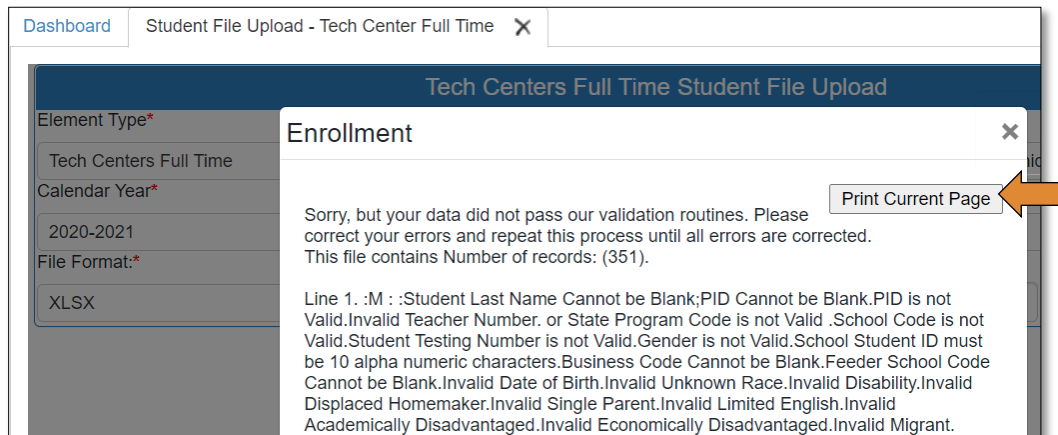 Dashboard Student File Upload - Tech Center Full Time X
Tech Centers Full Time Student File Upload
Element Type*
Enrollment ×
Tech Centers Full Time
Calendar Year*
Print Current Page
Sorry, but your data did not pass our validation routines. Please
2020-2021
correct your errors and repeat this process until all errors are corrected.
File Format:*
This file contains Number of records: (351).
XLSX
Line 1. :M : :Student Last Name Cannot be Blank;PID Cannot be Blank.PID is not
Valid.Invalid Teacher Number. or State Program Code is not Valid .School Code is not
Valid.Student Testing Number is not Valid.Gender is not Valid.School Student ID must
be 10 alpha numeric characters.Business Code Cannot be Blank.Feeder School Code
Cannot be Blank.Invalid Date of Birth.Invalid Unknown Race.Invalid Disability.Invalid
Displaced Homemaker.Invalid Single Parent.Invalid Limited English.Invalid
Academically Disadvantaged.Invalid Economically Disadvantaged.Invalid Migrant.